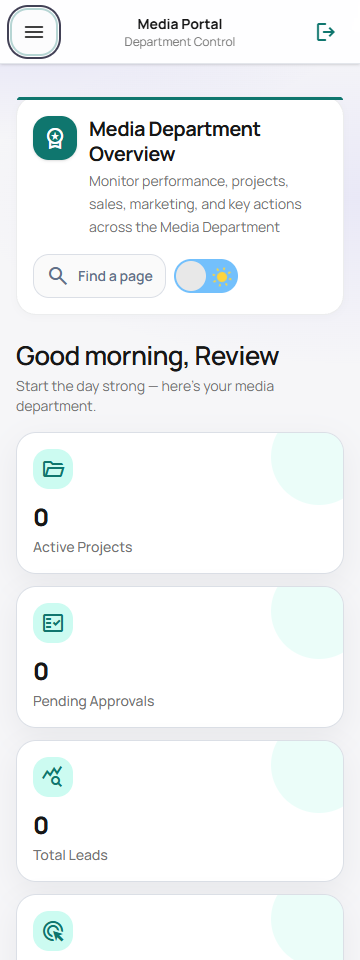 Media Portal
Department Control
Media Department
Overview
Monitor performance, projects,
sales, marketing, and key actions
across the Media Department
Find a page
Good morning, Review
Start the day strong — here's your media
department.
0
Active Projects
0
Pending Approvals
0
Total Leads